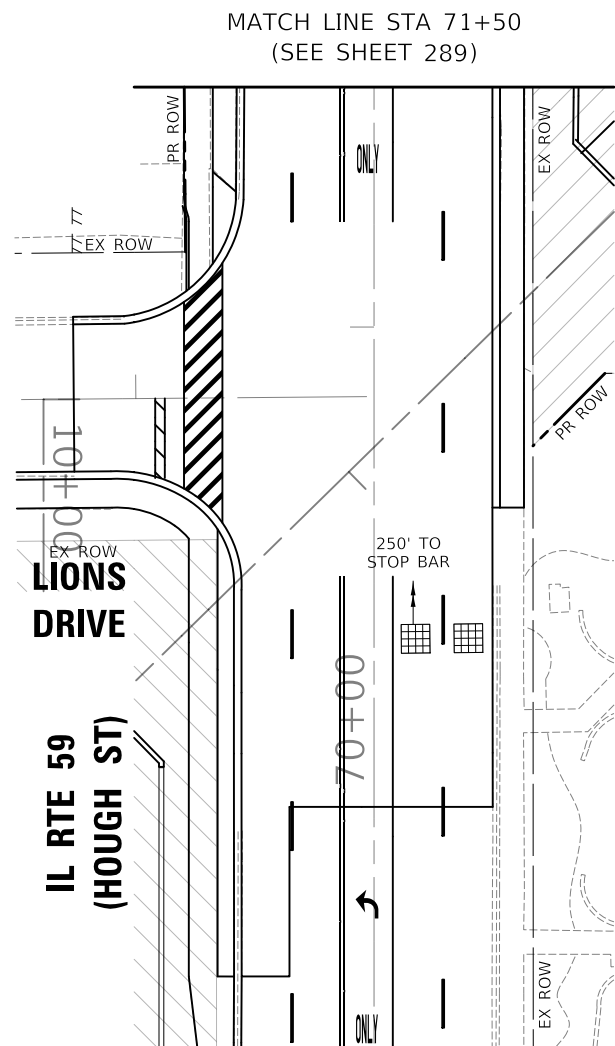 MATCH LINE STA 71+50
(SEE SHEET 289)
PR ROW
ONLY
EX ROW
EX ROW
PR ROW
10+00
EX ROW
LIONS
DRIVE
250' TO
STOP BAR
70+00
IL RTE 59
(HOUGH ST)
EX ROW
ONLY